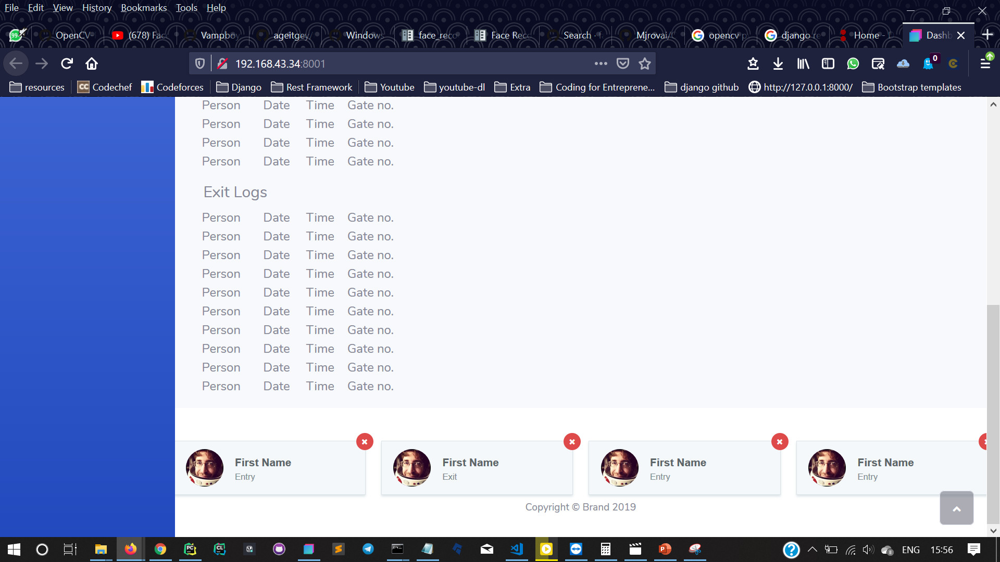 File Edit View History Bookmarks Tools Help
99+ OpenCV- (678) Fac Vampboy ageitgey Windows face_reco Face Reco Search · f Mjrovai/O opencv p django re Home - D Dashb
192.168.43.34:8001 0
resources CC Codechef Codeforces Django Rest Framework Youtube youtube-dl Extra Coding for Entreprene... django github http://127.0.0.1:8000/ Bootstrap templates
Person Date Time Gate no.
Person Date Time Gate no.
Person Date Time Gate no.
Person Date Time Gate no.
Exit Logs
Person Date Time Gate no.
Person Date Time Gate no.
Person Date Time Gate no.
Person Date Time Gate no.
Person Date Time Gate no.
Person Date Time Gate no.
Person Date Time Gate no.
Person Date Time Gate no.
Person Date Time Gate no.
Person Date Time Gate no.
First Name First Name First Name First Name
Entry Exit Entry Entry
Copyright © Brand 2019
PC CL ENG 15:56